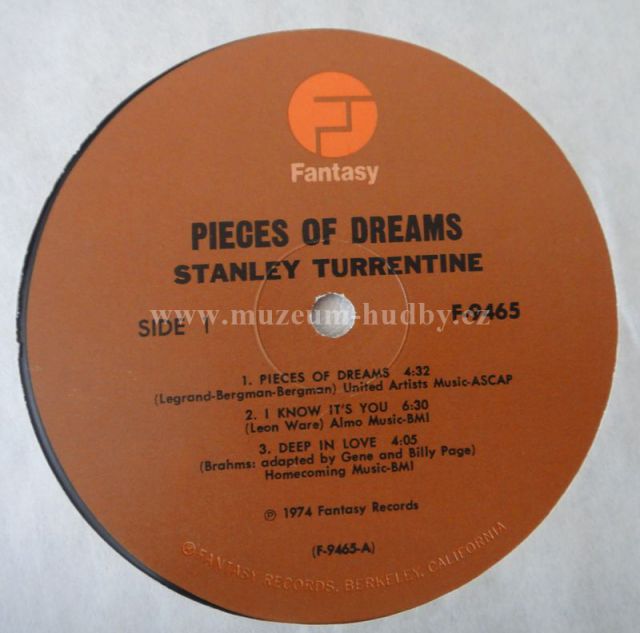 Fantasy
PIECES OF DREAMS
STANLEY TURRENTINE
www.muzeum-hudby.cz
SIDE 1
F-9465
1. PIECES OF DREAMS 4:32
(Legrand-Bergman-Bergman) United Artists Music-ASCAP
2. I KNOW IT'S YOU 6:30
(Leon Ware) Almo Music-BMI
3. DEEP IN LOVE 4:05
(Brahms: adapted by Gene and Billy Page)
Homecoming Music-BMI
℗ 1974 Fantasy Records
(F-9465-A)
©FANTASY RECORDS, BERKELEY, CALIFORNIA